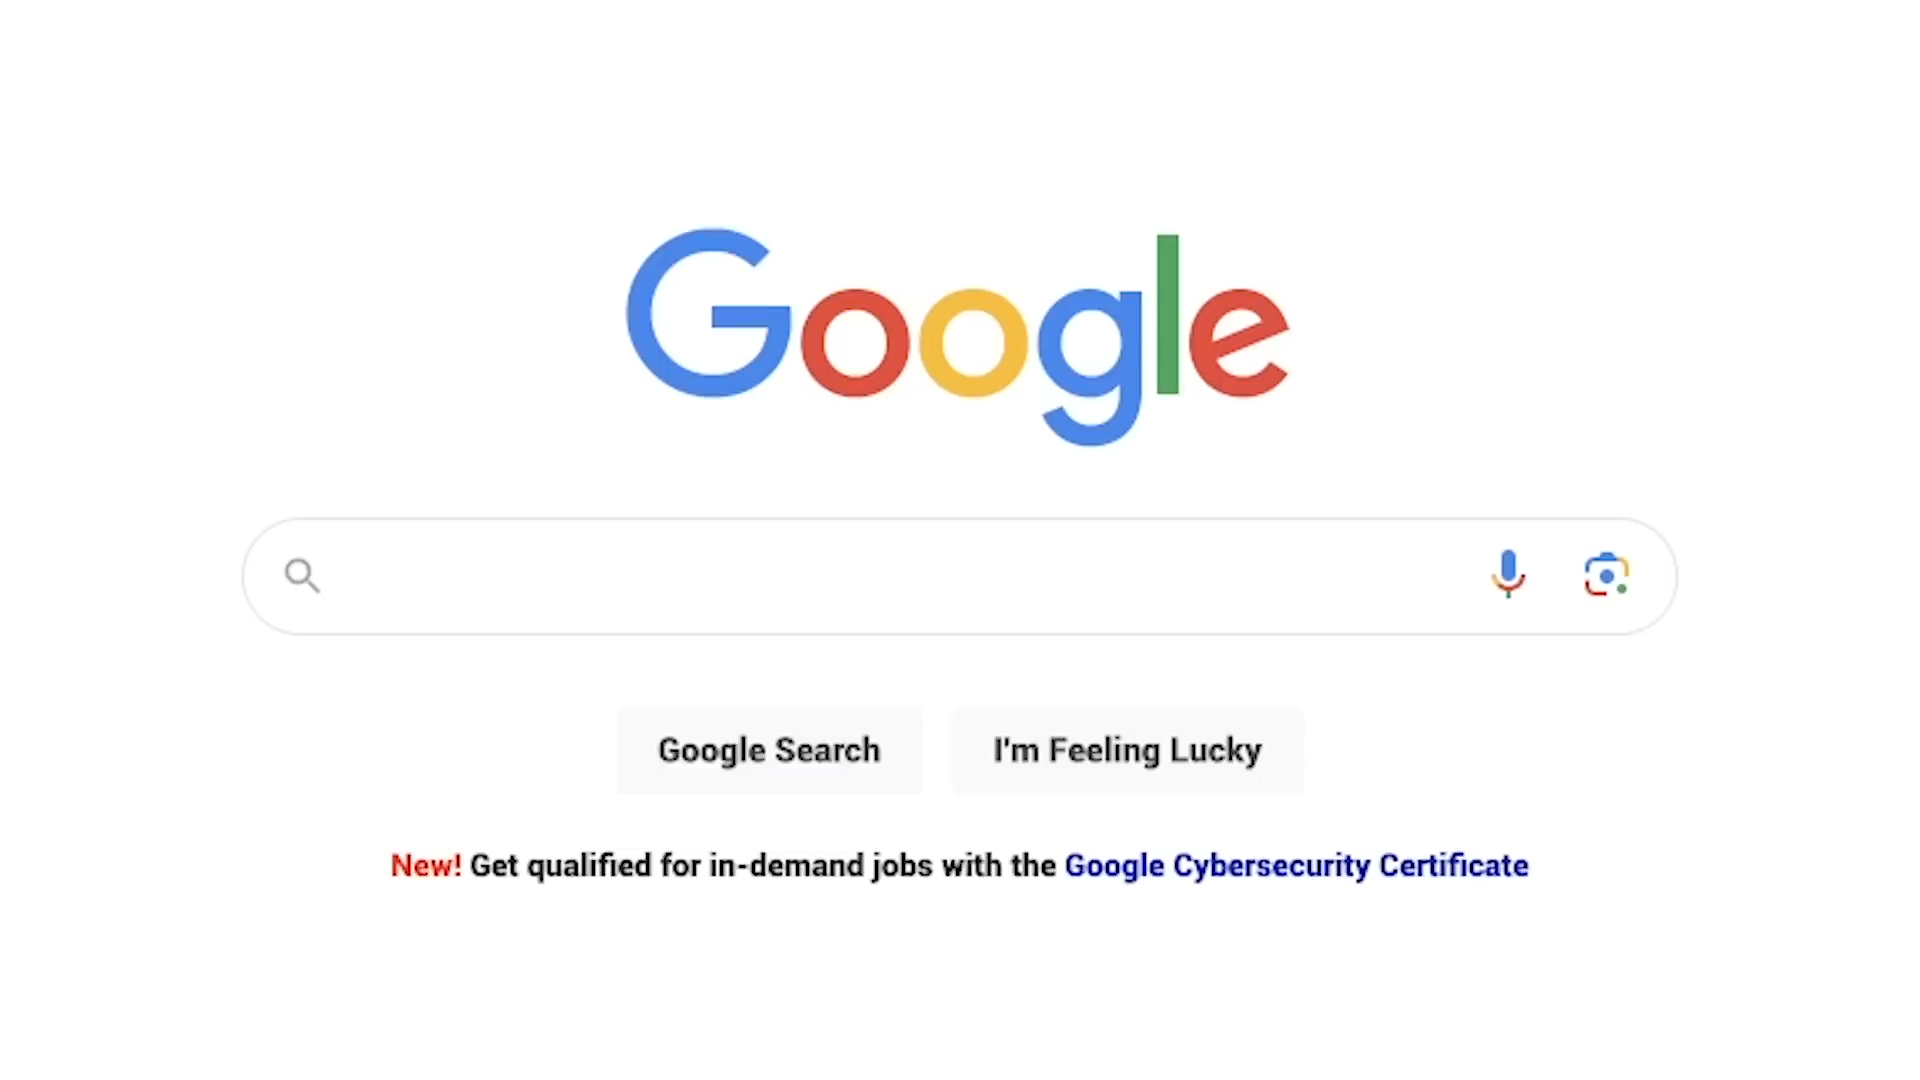 Google
Google Search
I'm Feeling Lucky
New! Get qualified for in-demand jobs with the Google Cybersecurity Certificate